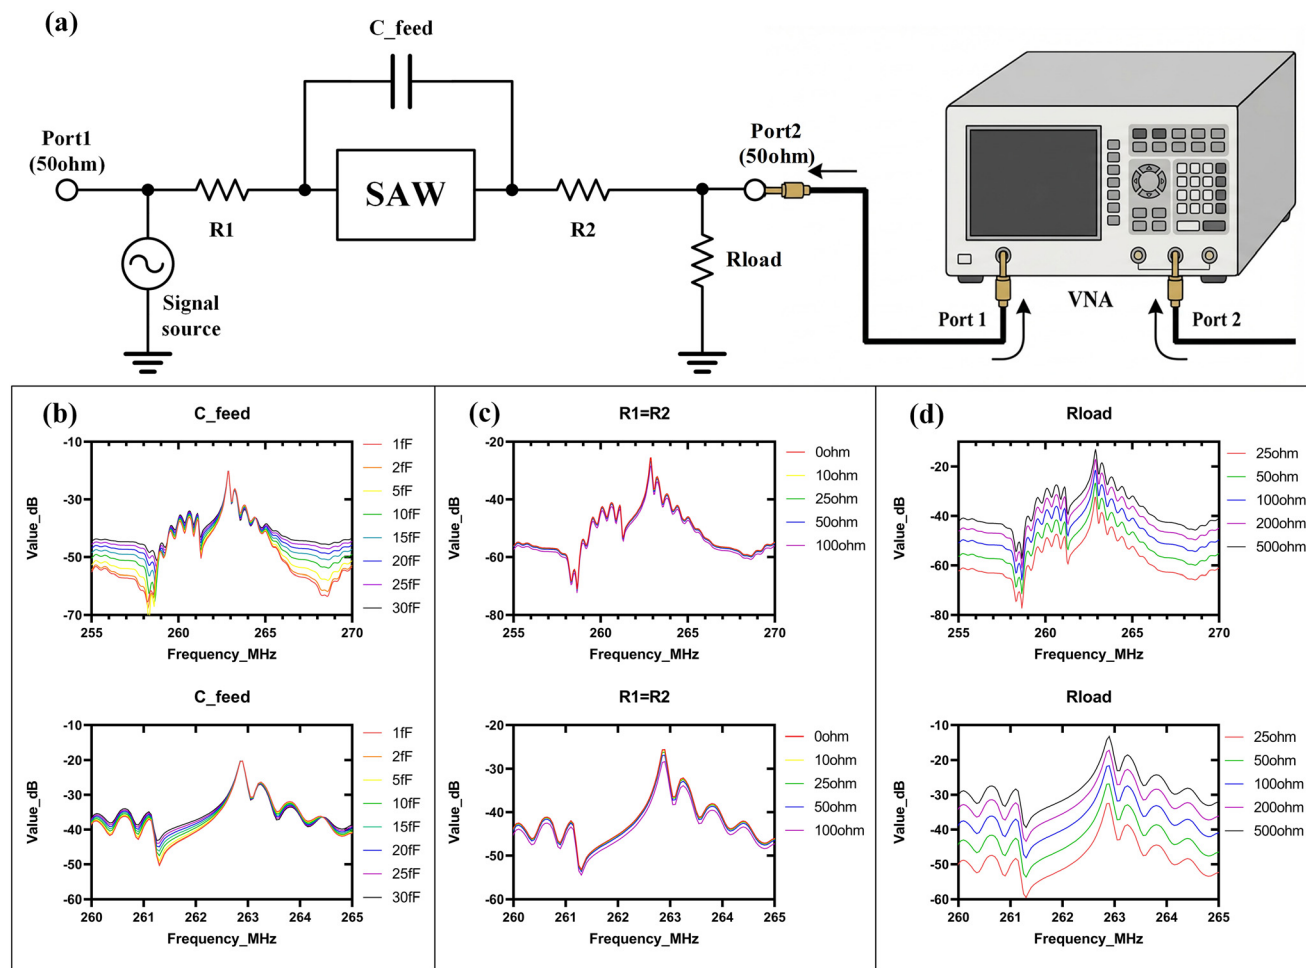 (a)
C_feed
Port1
(50ohm)
R1
SAW
R2
Port2
(50ohm)
Rload
Signal
source
VNA
Port 1
Port 2
(b)
C_feed
-10
-30
-50
-70
Value_dB
255
260
265
270
Frequency_MHz
1fF
2fF
5fF
10fF
15fF
20fF
25fF
30fF
(c)
R1=R2
-20
-40
-60
-80
Value_dB
255
260
265
270
Frequency_MHz
0ohm
10ohm
25ohm
50ohm
100ohm
(d)
Rload
-20
-40
-60
-80
Value_dB
255
260
265
270
Frequency_MHz
25ohm
50ohm
100ohm
200ohm
500ohm
C_feed
-10
-20
-30
-40
-50
-60
Value_dB
260
261
262
263
264
265
Frequency_MHz
1fF
2fF
5fF
10fF
15fF
20fF
25fF
30fF
R1=R2
-20
-30
-40
-50
-60
Value_dB
260
261
262
263
264
265
Frequency_MHz
0ohm
10ohm
25ohm
50ohm
100ohm
Rload
-10
-20
-30
-40
-50
-60
Value_dB
260
261
262
263
264
265
Frequency_MHz
25ohm
50ohm
100ohm
200ohm
500ohm